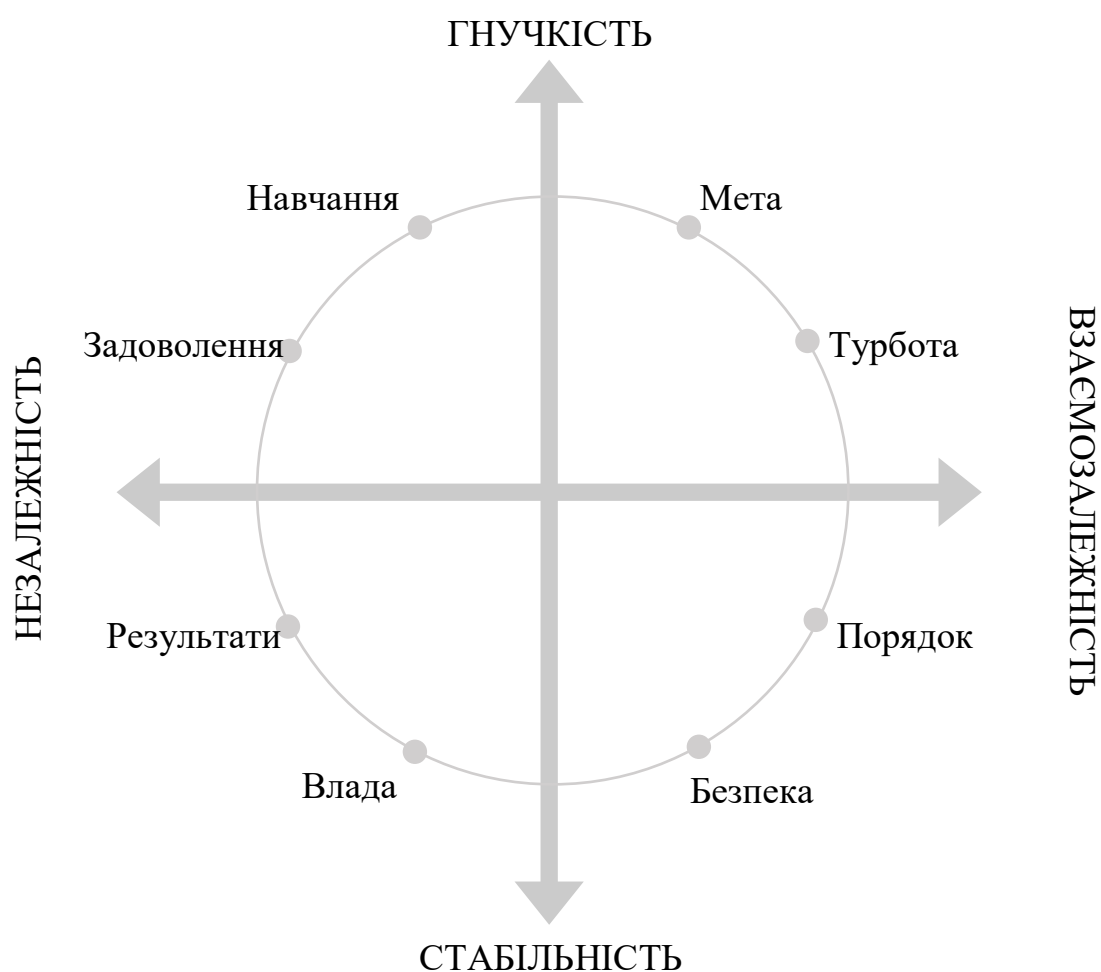 ГНУЧКІСТЬ
Навчання
Мета
Задоволення
Турбота
НЕЗАЛЕЖНІСТЬ
ВЗАЄМОЗАЛЕЖНІСТЬ
Результати
Порядок
Влада
Безпека
СТАБІЛЬНІСТЬ